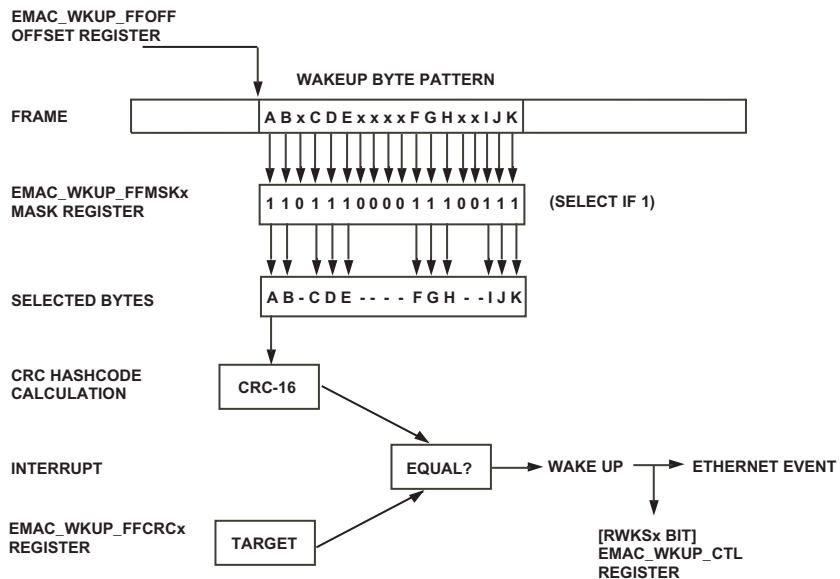 EMAC_WKUP_FFOFF
OFFSET REGISTER
WAKEUP BYTE PATTERN
FRAME
A B x C D E x x x x F G H x x I J K
EMAC_WKUP_FFMSKx
MASK REGISTER
1 1 0 1 1 1 0 0 0 0 1 1 1 0 0 1 1 1
(SELECT IF 1)
SELECTED BYTES
A B - C D E - - - - F G H - - I J K
CRC HASHCODE
CALCULATION
CRC-16
INTERRUPT
EQUAL?
WAKE UP
ETHERNET EVENT
EMAC_WKUP_FFCRCx
REGISTER
TARGET
[RWKSx BIT]
EMAC_WKUP_CTL
REGISTER